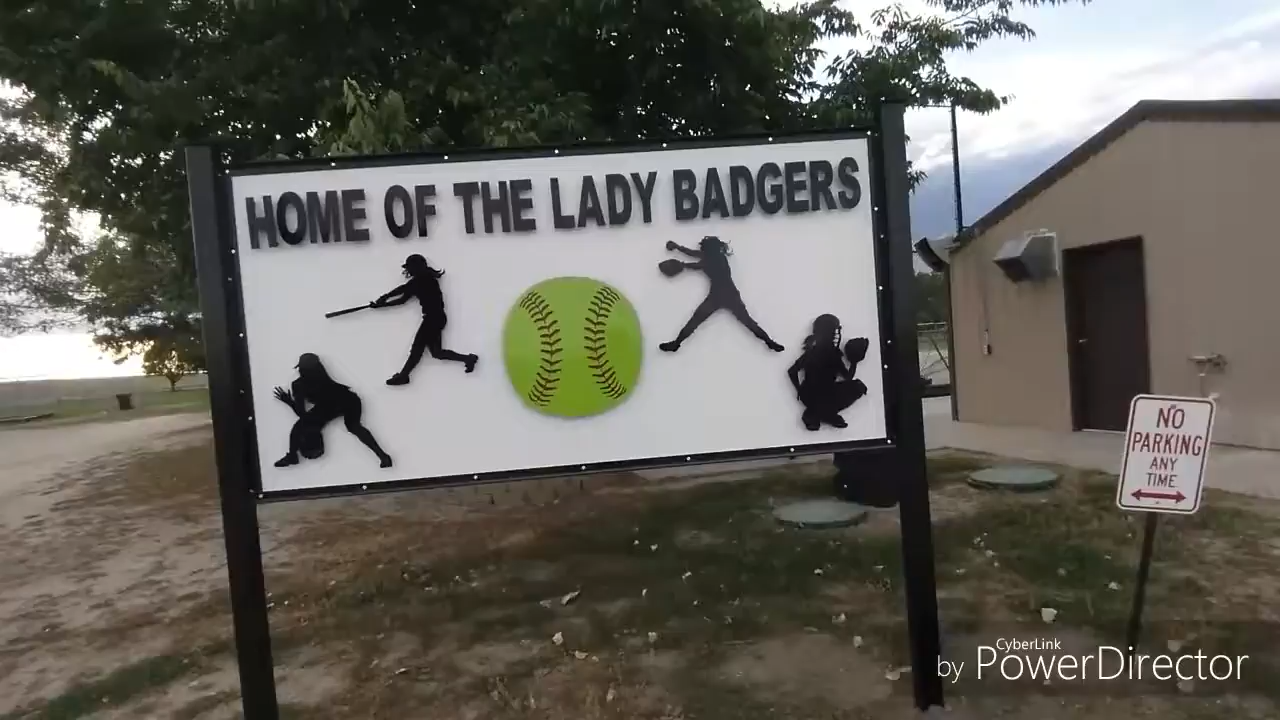 HOME OF THE LADY BADGERS
NO
PARKING
ANY
TIME
CyberLink
by PowerDirector